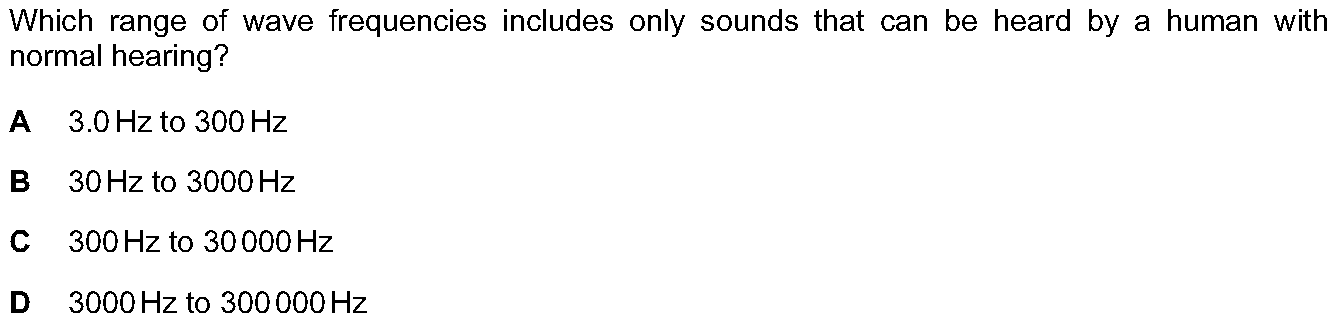 Which range of wave frequencies includes only sounds that can be heard by a human with
normal hearing?
A 3.0 Hz to 300 Hz
B 30 Hz to 3000 Hz
C 300 Hz to 30 000 Hz
D 3000 Hz to 300 000 Hz